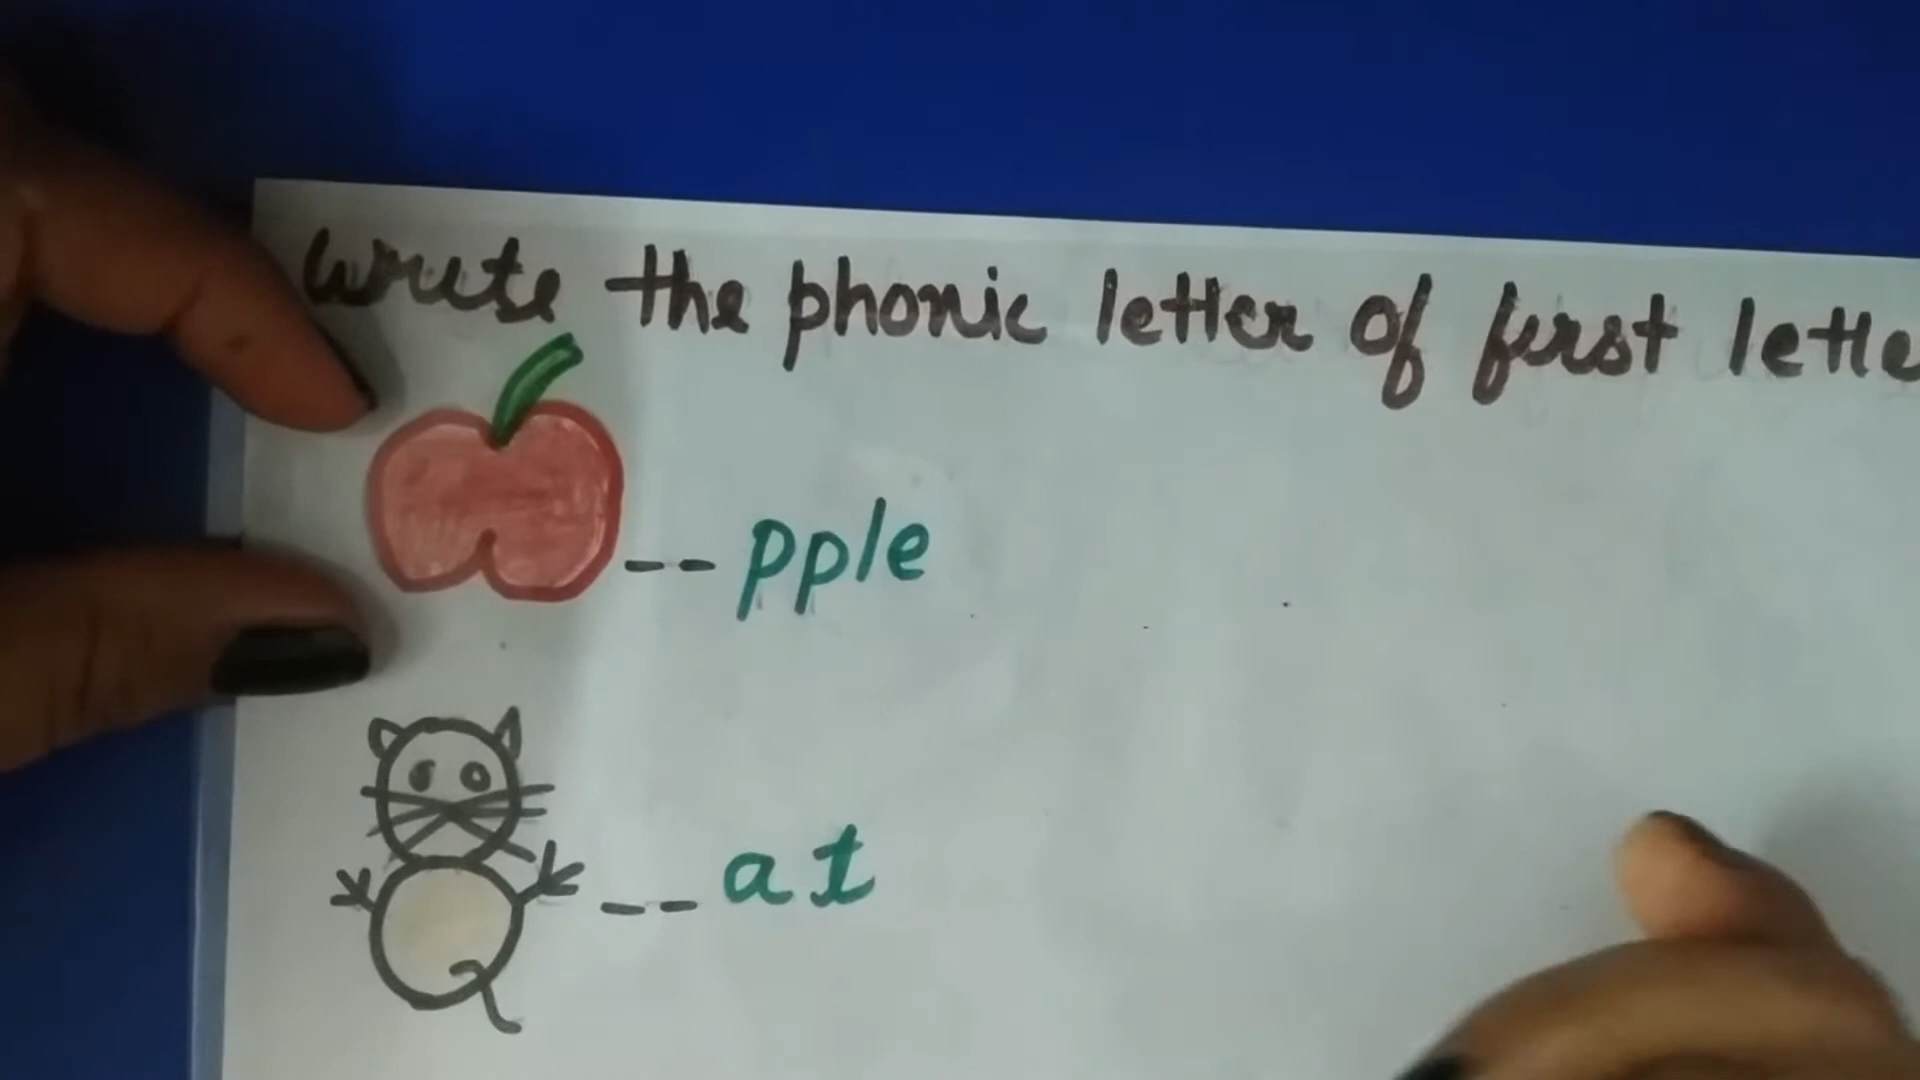 write the phonic letter of first lette
-- pple
-- at